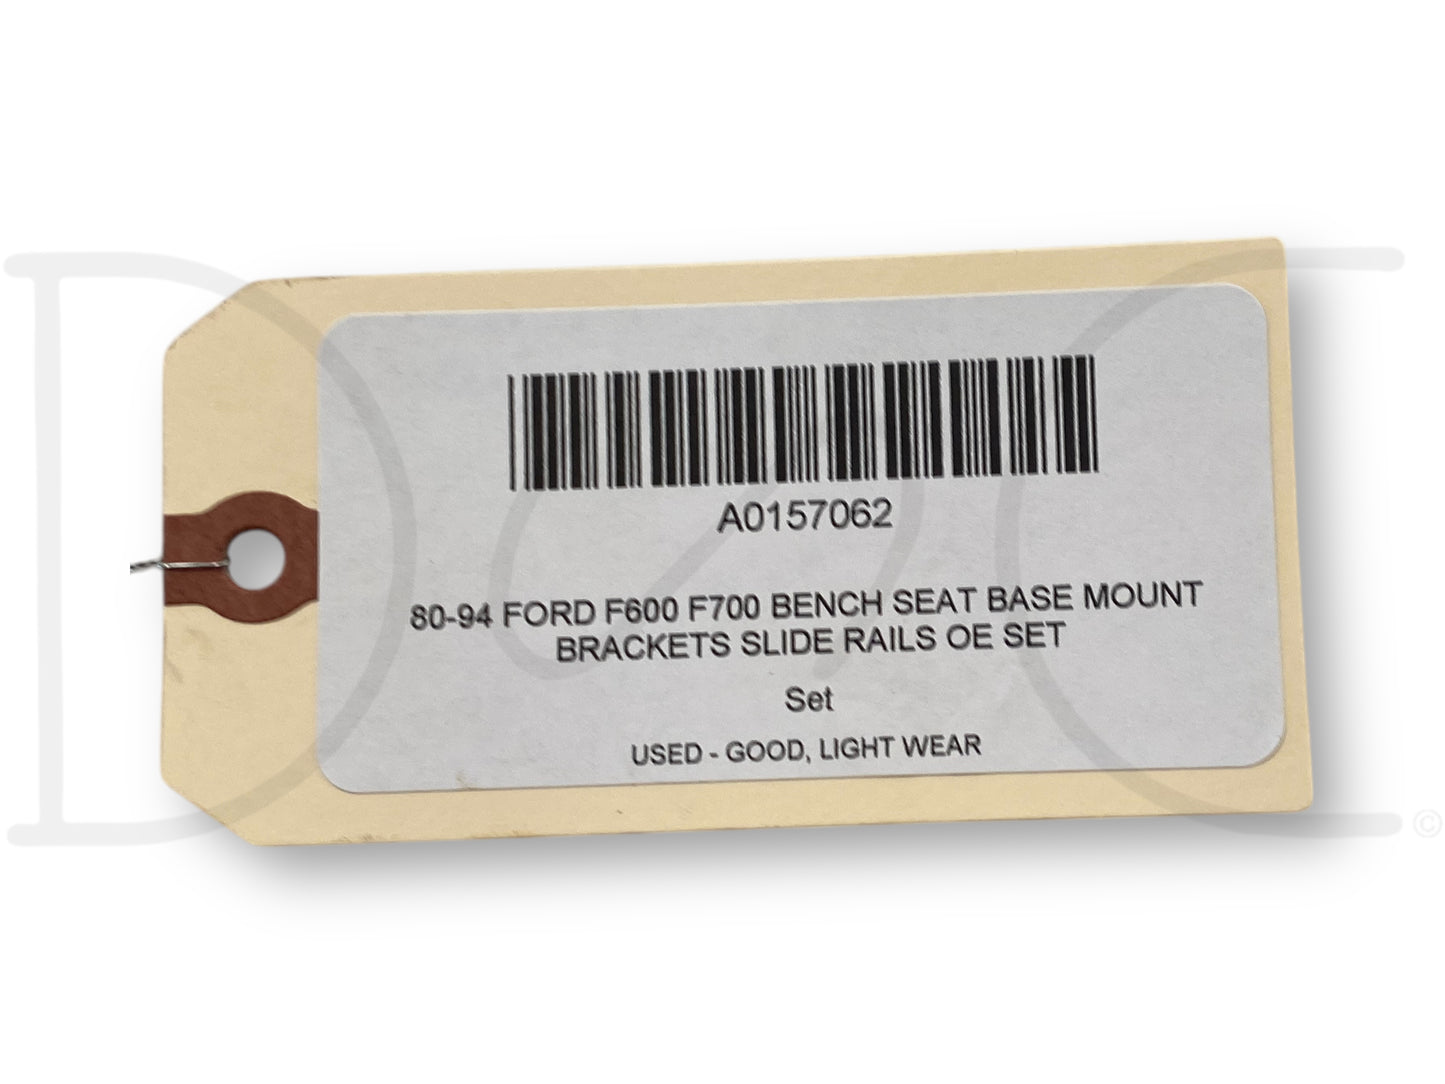 A0157062
80-94 FORD F600 F700 BENCH SEAT BASE MOUNT
BRACKETS SLIDE RAILS OE SET
Set
USED - GOOD, LIGHT WEAR
D C ©